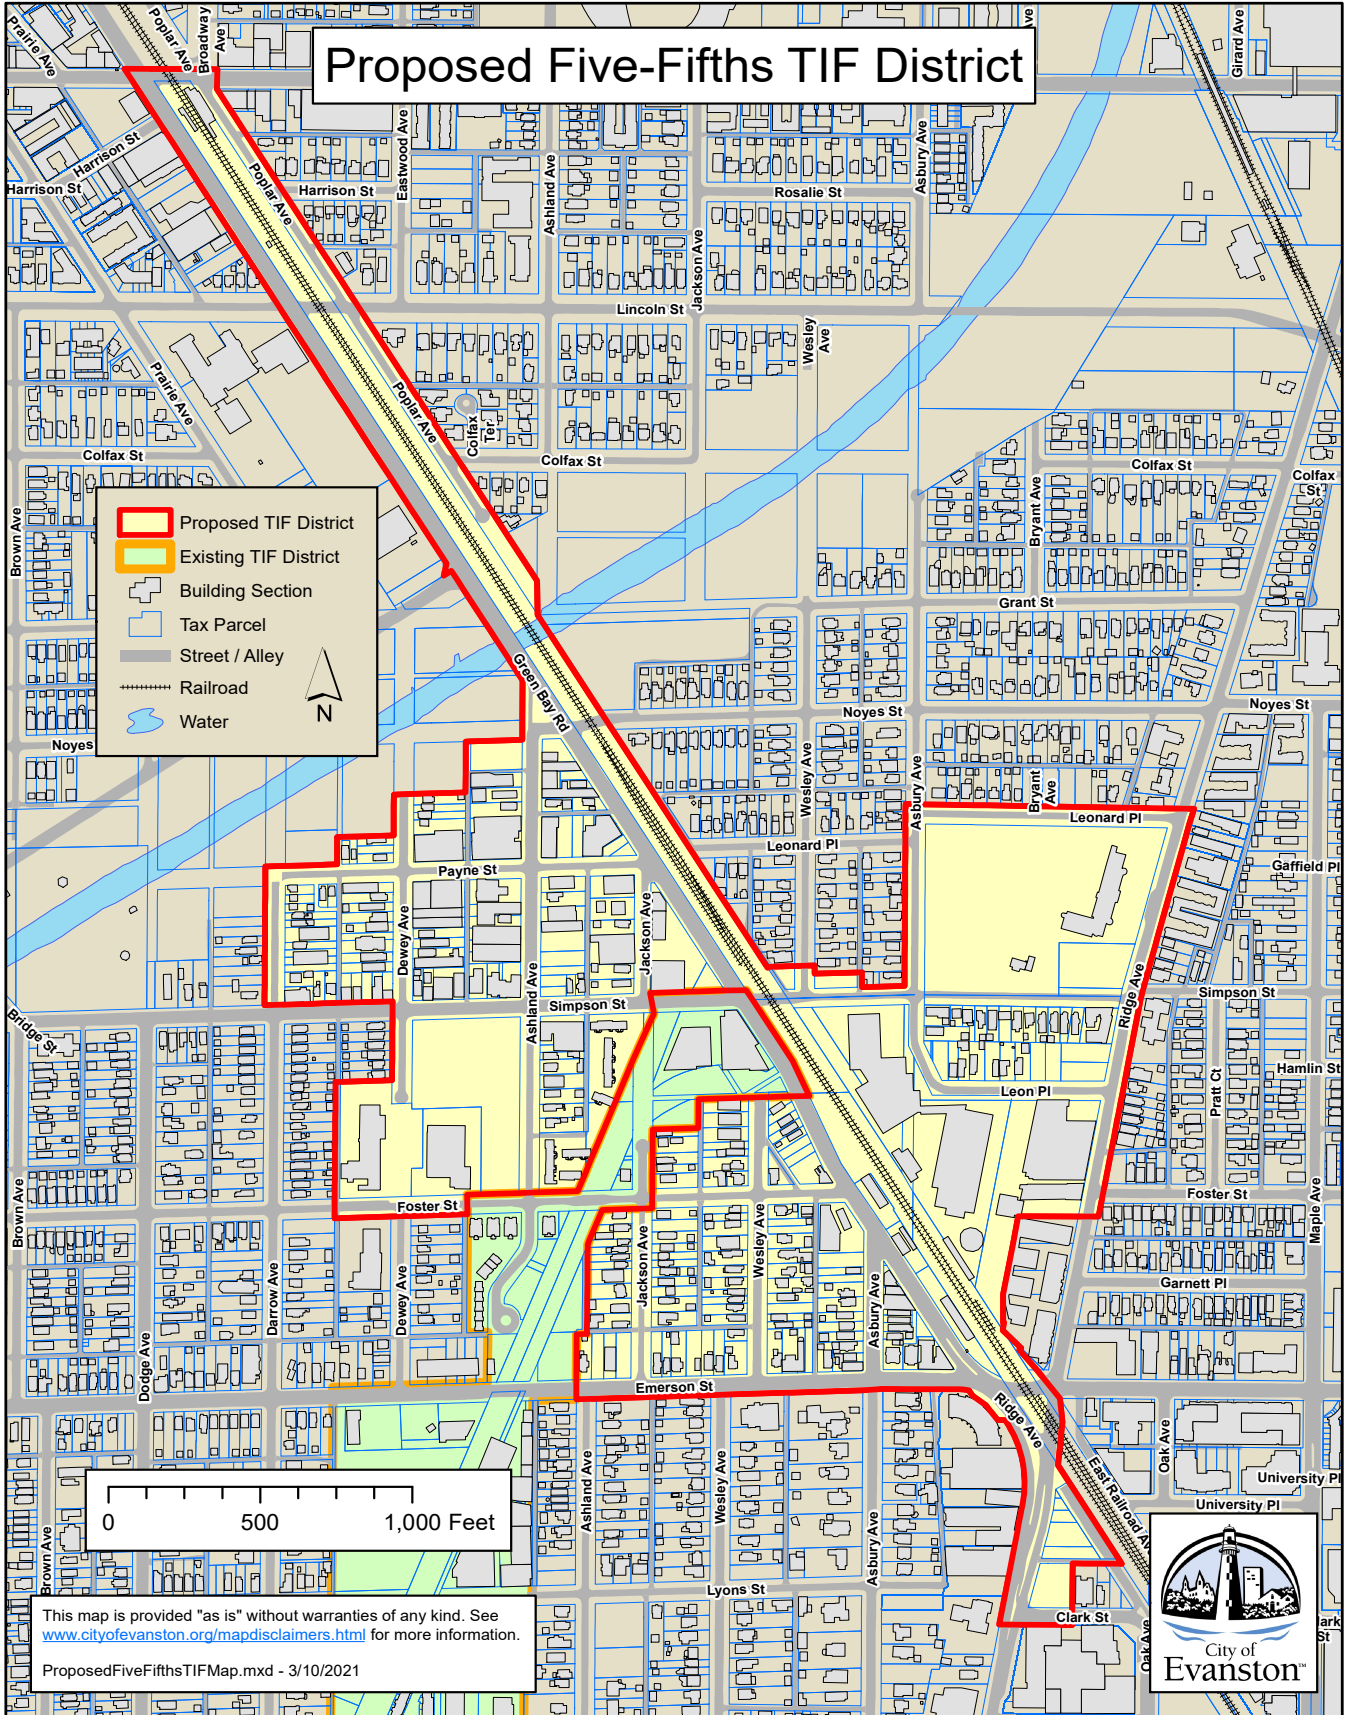 Proposed Five-Fifths TIF District
Prairie Ave
Poplar Ave
Broadway
Ave
Ave
Girard Ave
Harrison St
Harrison St
Poplar Ave
Harrison St
Eastwood Ave
Ashland Ave
Rosalie St
Asbury Ave
Jackson Ave
Lincoln St
Wesley
Ave
Prairie Ave
Poplar Ave
Colfax
Ter
Colfax St
Colfax St
Colfax St
Colfax
St
Bryant Ave
Brown Ave
Proposed TIF District
Existing TIF District
Building Section
Tax Parcel
Street / Alley
Railroad
Water
N
Grant St
Green Bay Rd
Noyes St
Noyes St
Noyes
Wesley Ave
Asbury Ave
Bryant
Ave
Leonard Pl
Leonard Pl
Payne St
Gaffield Pl
Dewey Ave
Ashland Ave
Jackson Ave
Ridge Ave
Simpson St
Simpson St
Bridge St
Leon Pl
Pratt Ct
Hamlin St
Brown Ave
Foster St
Foster St
Maple Ave
Jackson Ave
Wesley Ave
Darrow Ave
Dewey Ave
Asbury Ave
Garnett Pl
Dodge Ave
Emerson St
Ridge Ave
Oak Ave
East Railroad Av
University Pl
University Pl
Ashland Ave
Wesley Ave
Asbury Ave
Brown Ave
Lyons St
Clark St
Oak Ave
lark
St
0 500 1,000 Feet
This map is provided "as is" without warranties of any kind. See
www.cityofevanston.org/mapdisclaimers.html for more information.
ProposedFiveFifthsTIFMap.mxd - 3/10/2021
City of
Evanston™